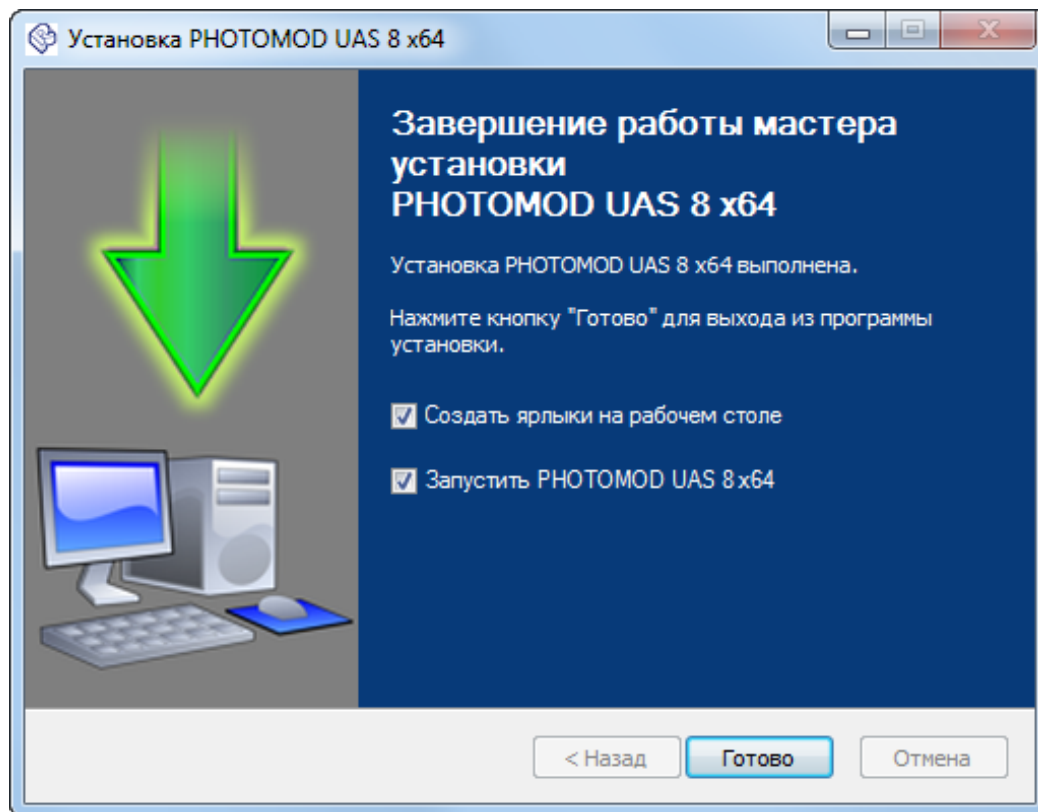 Установка PHOTOMOD UAS 8 x64
Завершение работы мастера
установки
PHOTOMOD UAS 8 x64
Установка PHOTOMOD UAS 8 x64 выполнена.
Нажмите кнопку "Готово" для выхода из программы
установки.
Создать ярлыки на рабочем столе
Запустить PHOTOMOD UAS 8 x64
< Назад
Готово
Отмена